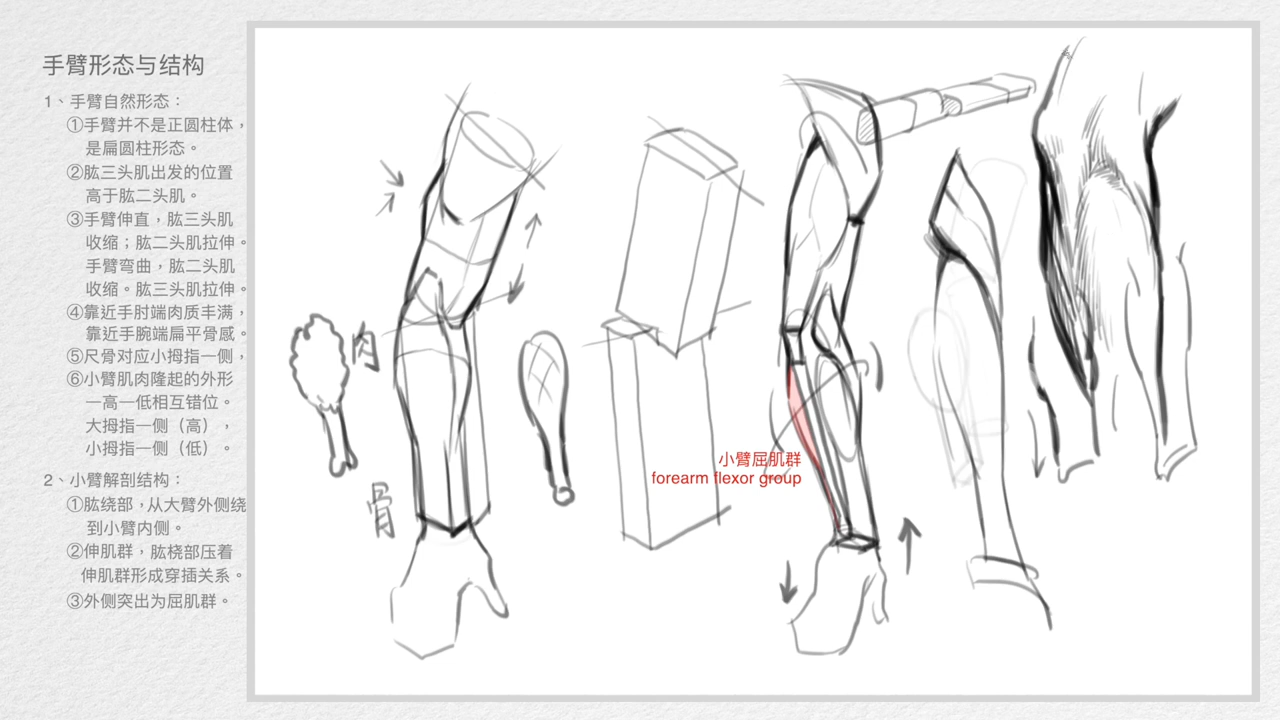 手臂形态与结构
1、手臂自然形态：
①手臂并不是正圆柱体，
是扁圆柱形态。
②肱三头肌出发的位置
高于肱二头肌。
③手臂伸直，肱三头肌
收缩；肱二头肌拉伸。
手臂弯曲，肱二头肌
收缩。肱三头肌拉伸。
④靠近手肘端肉质丰满，
靠近手腕端扁平骨感。
⑤尺骨对应小拇指一侧，
⑥小臂肌肉隆起的外形
一高一低相互错位。
大拇指一侧（高），
小拇指一侧（低）。
2、小臂解剖结构：
①肱绕部，从大臂外侧绕
到小臂内侧。
②伸肌群，肱桡部压着
伸肌群形成穿插关系。
③外侧突出为屈肌群。
肉
骨
小臂屈肌群
forearm flexor group